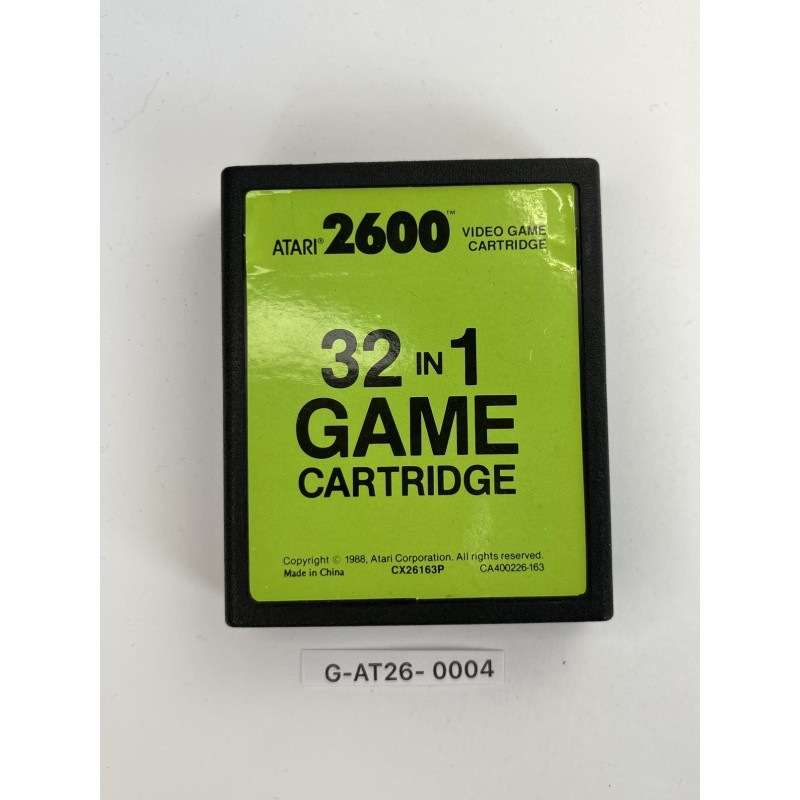 ATARI® 2600™ VIDEO GAME
CARTRIDGE
32 IN 1
GAME
CARTRIDGE
Copyright © 1988, Atari Corporation. All rights reserved.
Made in China CX26163P CA400226-163
G-AT26- 0004